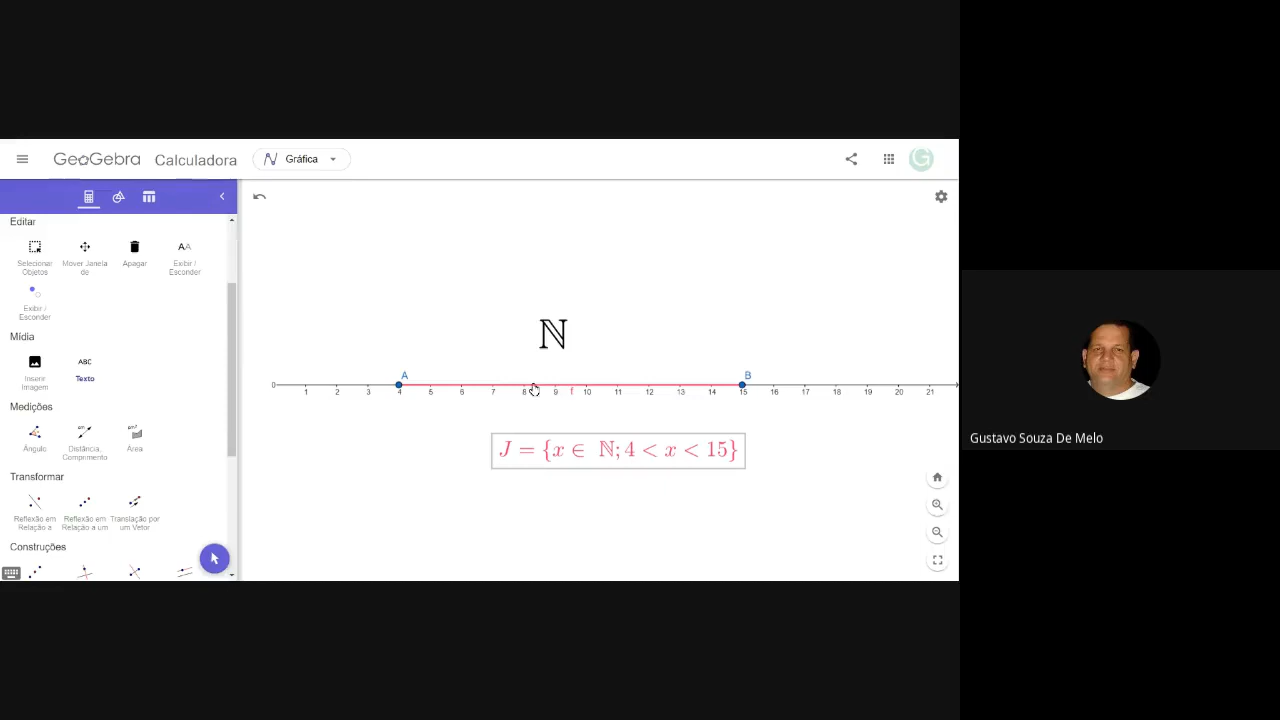 GeoGebra Calculadora Gráfica
Editar
Selecionar Objetos
Mover Janela de
Apagar
AA
Exibir / Esconder
Exibir / Esconder
Mídia
Inserir Imagem
ABC
Texto
Medições
Ângulo
cm
Distância, Comprimento
cm²
Área
Transformar
Reflexão em Relação a
Reflexão em Relação a um
Translação por um Vetor
Construções
G
ℕ
A B
0 1 2 3 4 5 6 7 8 9 f 10 11 12 13 14 15 16 17 18 19 20 21
J = {x ∈ ℕ; 4 < x < 15}
Gustavo Souza De Melo